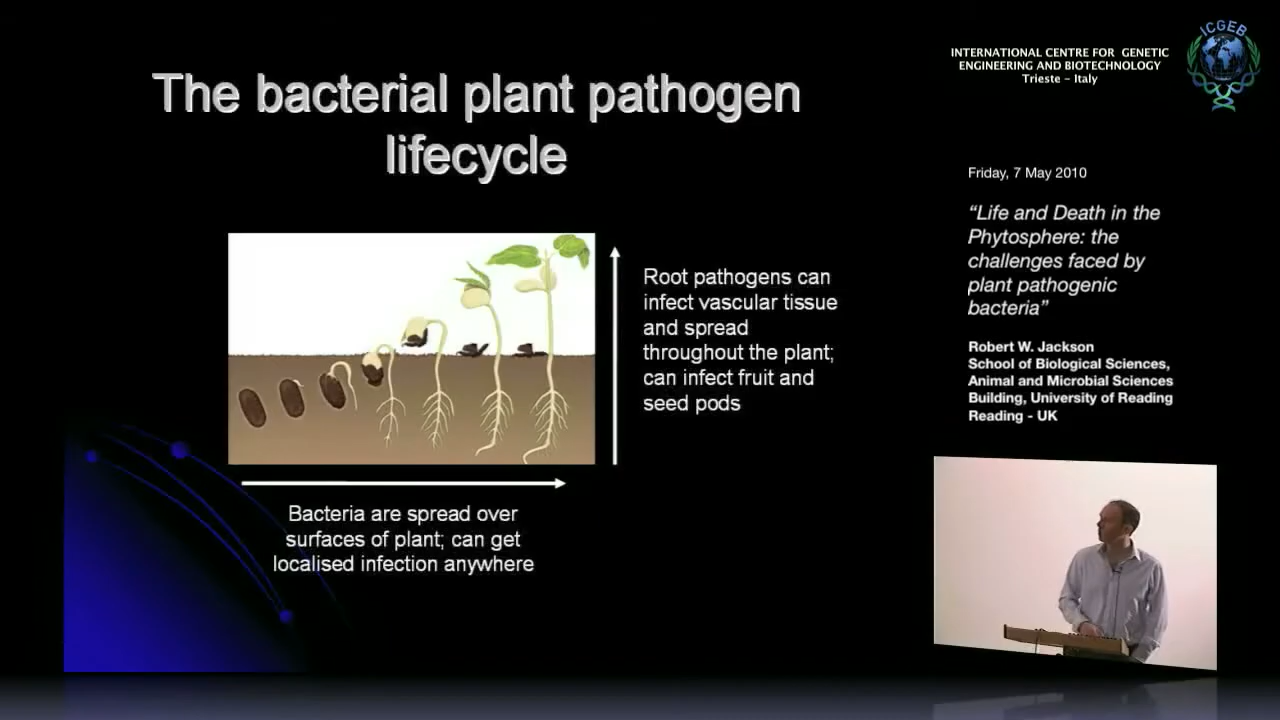 The bacterial plant pathogen
lifecycle
Root pathogens can
infect vascular tissue
and spread
throughout the plant;
can infect fruit and
seed pods
Bacteria are spread over
surfaces of plant; can get
localised infection anywhere
INTERNATIONAL CENTRE FOR GENETIC
ENGINEERING AND BIOTECHNOLOGY
Trieste - Italy
ICGEB
Friday, 7 May 2010
“Life and Death in the
Phytosphere: the
challenges faced by
plant pathogenic
bacteria”
Robert W. Jackson
School of Biological Sciences,
Animal and Microbial Sciences
Building, University of Reading
Reading - UK